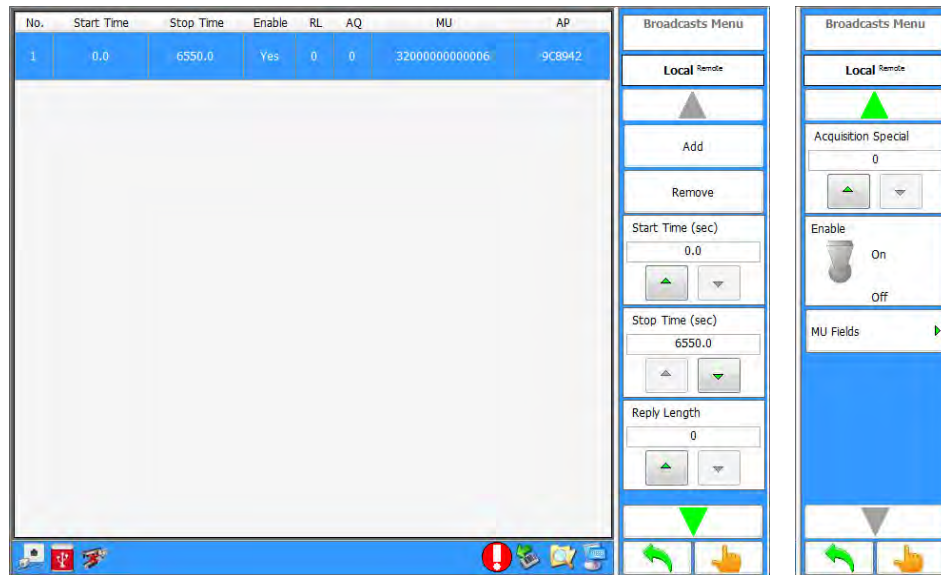 No. Start Time Stop Time Enable RL AQ MU AP
1 0.0 6550.0 Yes 0 0 32000000000006 9C8942
Broadcasts Menu
Local Remote
Add
Remove
Start Time (sec)
0.0
Stop Time (sec)
6550.0
Reply Length
0
Broadcasts Menu
Local Remote
Acquisition Special
0
Enable
On
Off
MU Fields